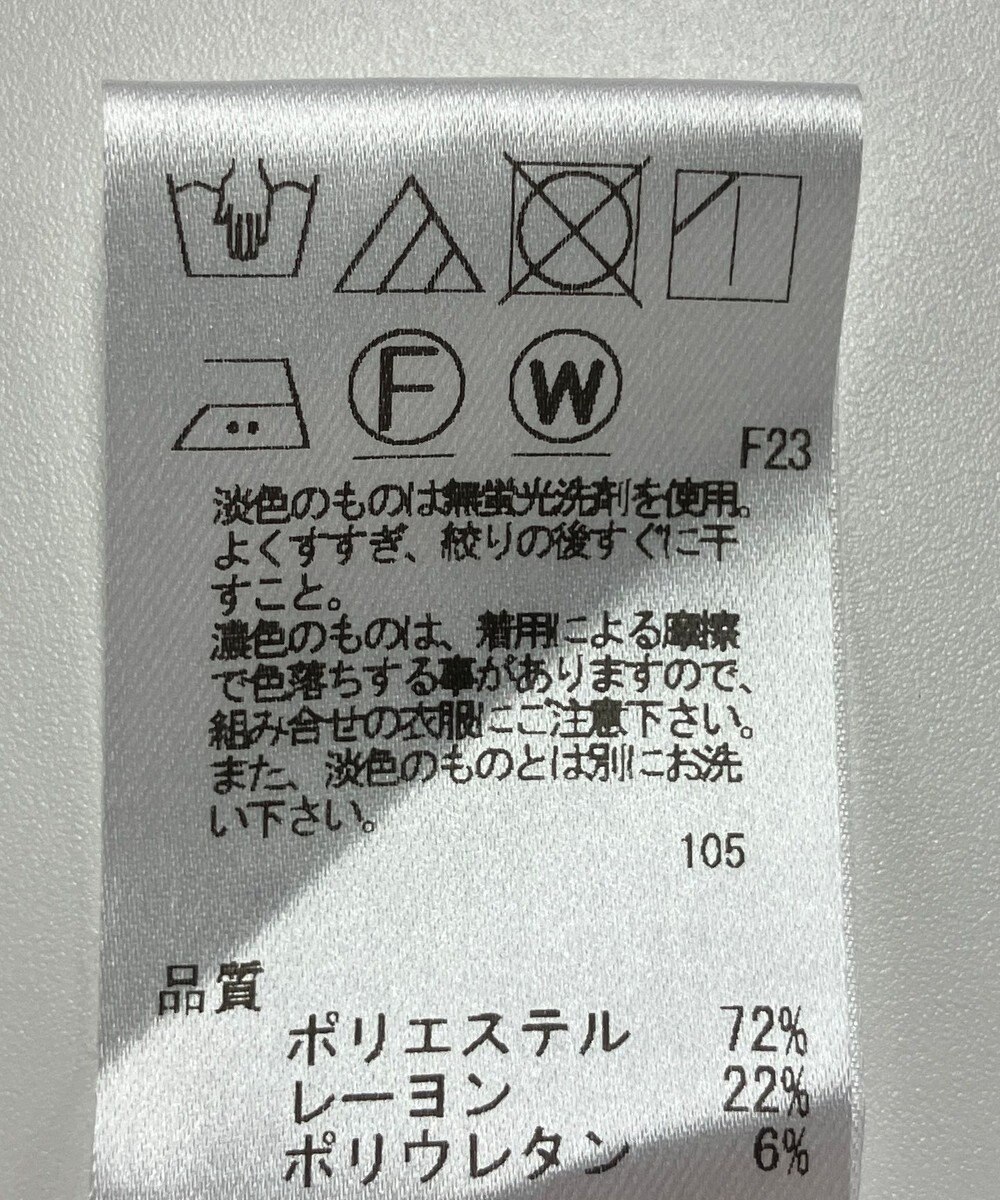 F
W
F23
淡色のものは無蛍光洗剤を使用。
よくすすぎ、絞りの後すぐに干
すこと。
濃色のものは、着用による摩擦
で色落ちする事がありますので、
組み合せの衣服にご注意下さい。
また、淡色のものとは別にお洗
い下さい。
105
品質
ポリエステル 72%
レーヨン 22%
ポリウレタン 6%